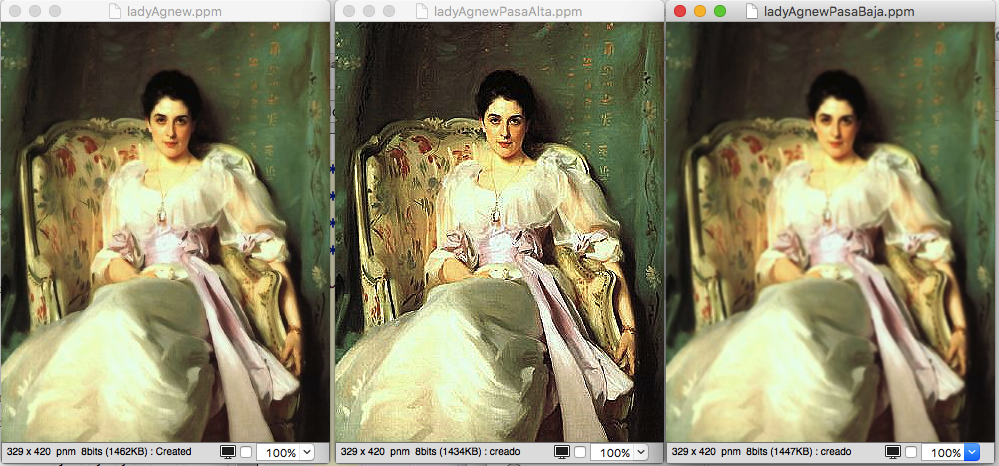 ladyAgnew.ppm
ladyAgnewPasaAlta.ppm
ladyAgnewPasaBaja.ppm
329 x 420 pnm 8bits (1462KB) : Created
100%
329 x 420 pnm 8bits (1434KB) : creado
100%
329 x 420 pnm 8bits (1447KB) : creado
100%